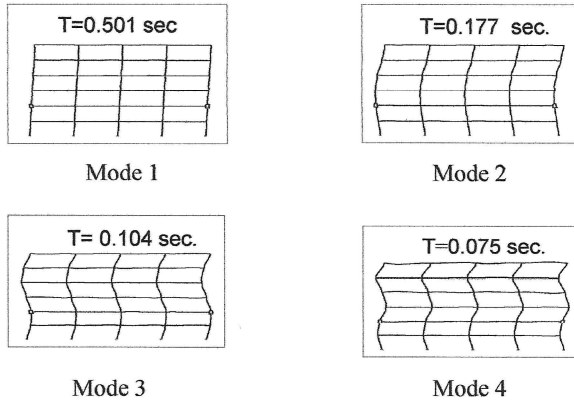 T=0.501 sec
T=0.177 sec.
Mode 1
Mode 2
T= 0.104 sec.
T=0.075 sec.
Mode 3
Mode 4